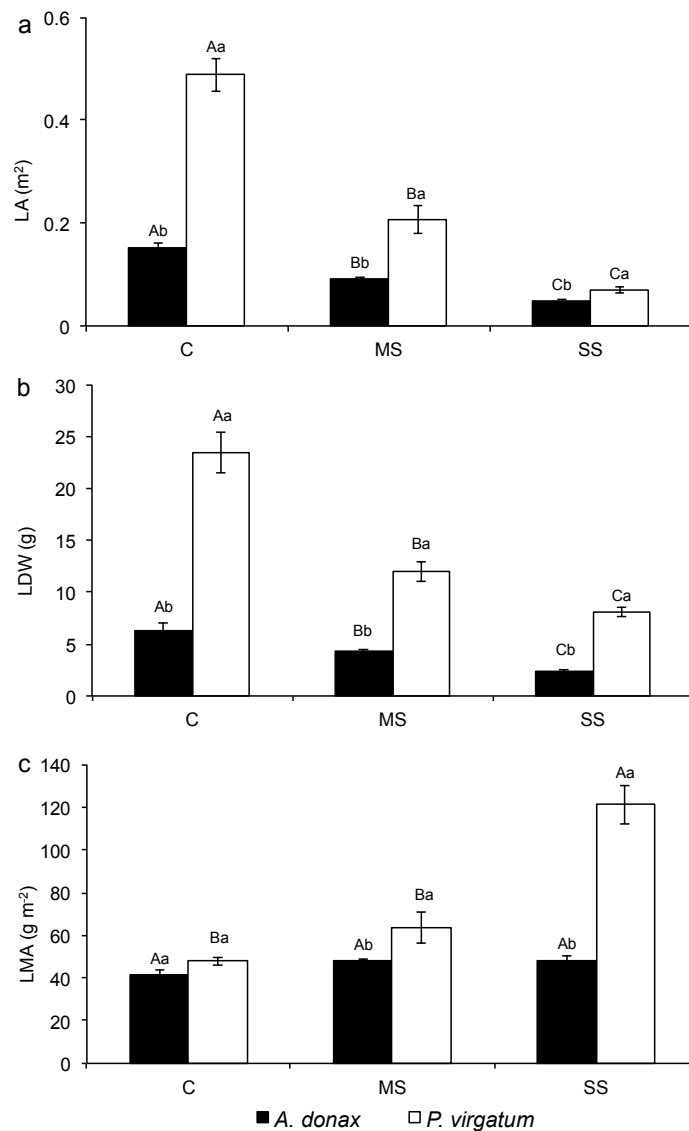 a
0.6
Aa
0.4
LA (m²)
Ba
0.2
Ab
Bb
Cb
Ca
0
C MS SS
b
30
Aa
25
20
LDW (g)
15
Ba
10
Ab
Ca
5
Bb
Cb
0
C MS SS
c
140
Aa
120
100
LMA (g m⁻²)
80
Ba
60
Aa
Ba
Ab
Ab
40
20
0
C MS SS
A. donax P. virgatum